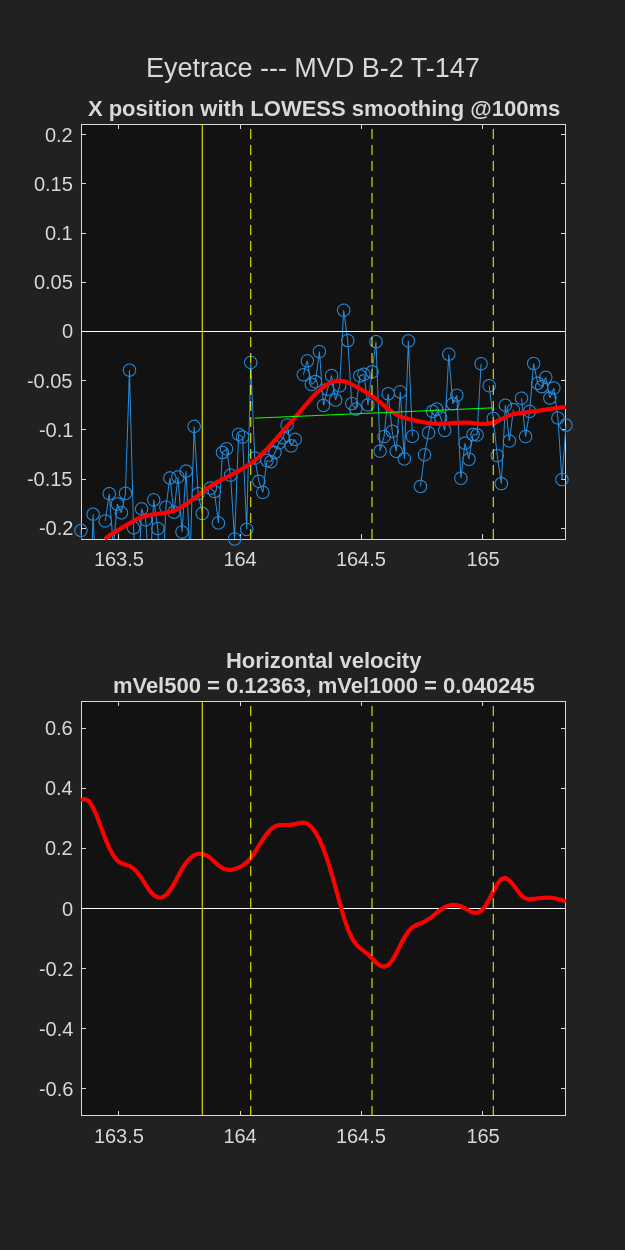 Eyetrace --- MVD B-2 T-147
X position with LOWESS smoothing @100ms
0.2
0.15
0.1
0.05
0
-0.05
-0.1
-0.15
-0.2
163.5 164 164.5 165
Horizontal velocity
mVel500 = 0.12363, mVel1000 = 0.040245
0.6
0.4
0.2
0
-0.2
-0.4
-0.6
163.5 164 164.5 165